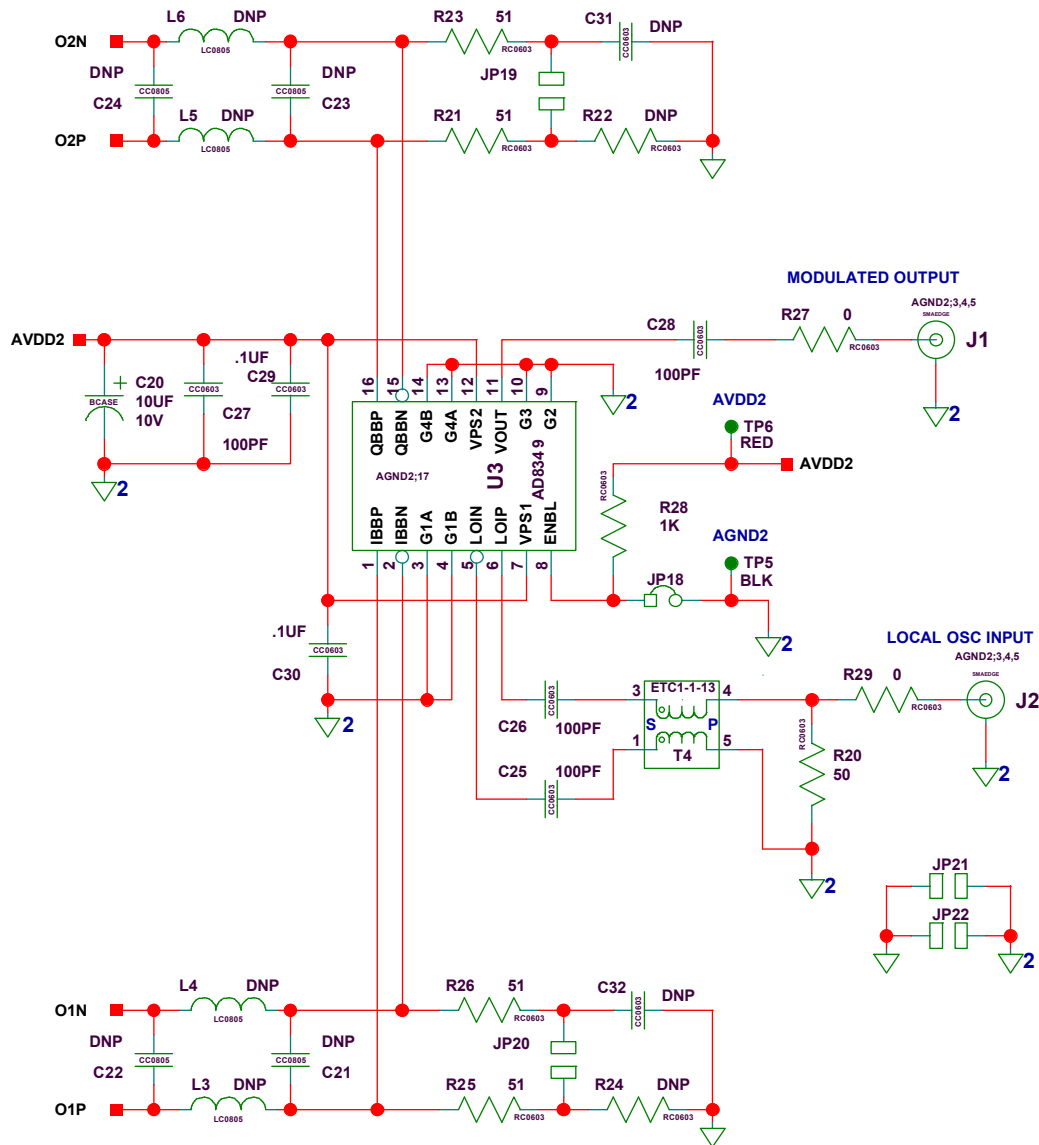 L6 DNP
LC0805
R23 51
RC0603
C31
CC0603
DNP
O2N
DNP
CC0805
C24
DNP
CC0805
C23
JP19
L5 DNP
LC0805
R21 51
RC0603
R22 DNP
RC0603
O2P
MODULATED OUTPUT
AGND2;3,4,5
SMAEDGE
J1
R27 0
RC0603
C28
CC0603
100PF
AVDD2
BCASE
+
C20
10UF
10V
CC0603
C27
100PF
.1UF
C29
CC0603
2
16 15 14 13 12 11 10 9
QBBP QBBN G4B G4A VPS2 VOUT G3 G2
AGND2;17
U3
AD8349
IBBP IBBN G1A G1B LOIN LOIP VPS1 ENBL
1 2 3 4 5 6 7 8
2
AVDD2
TP6
RED
AVDD2
RC0603
R28
1K
AGND2
TP5
BLK
JP18
2
.1UF
CC0603
C30
2
LOCAL OSC INPUT
AGND2;3,4,5
SMAEDGE
J2
R29 0
RC0603
2
C26
CC0603
100PF
C25
CC0603
100PF
3 ETC1-1-13 4
S P
1 T4 5
RC0603
R20
50
2
JP21
JP22
2
L4 DNP
LC0805
R26 51
RC0603
C32
CC0603
DNP
O1N
DNP
CC0805
C22
DNP
CC0805
C21
JP20
L3 DNP
LC0805
R25 51
RC0603
R24 DNP
RC0603
O1P